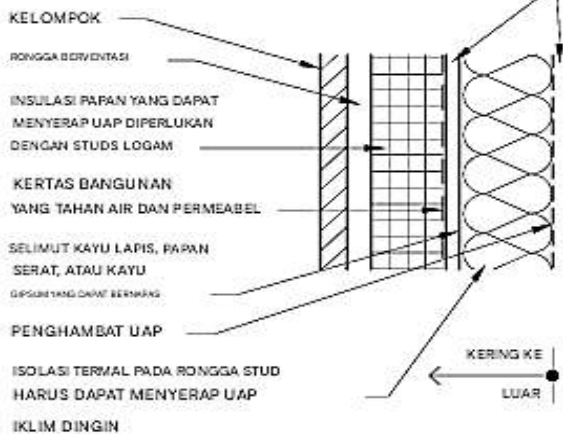 KELOMPOK
RONGGA BERVENTASI
INSULASI PAPAN YANG DAPAT
MENYERAP UAP DIPERLUKAN
DENGAN STUDS LOGAM
KERTAS BANGUNAN
YANG TAHAN AIR DAN PERMEABEL
SELIMUT KAYU LAPIS, PAPAN
SERAT, ATAU KAYU
GIPSUM YANG DAPAT BERNAPAS
PENGHAMBAT UAP
ISOLASI TERMAL PADA RONGGA STUD
HARUS DAPAT MENYERAP UAP
IKLIM DINGIN
KERING KE
LUAR